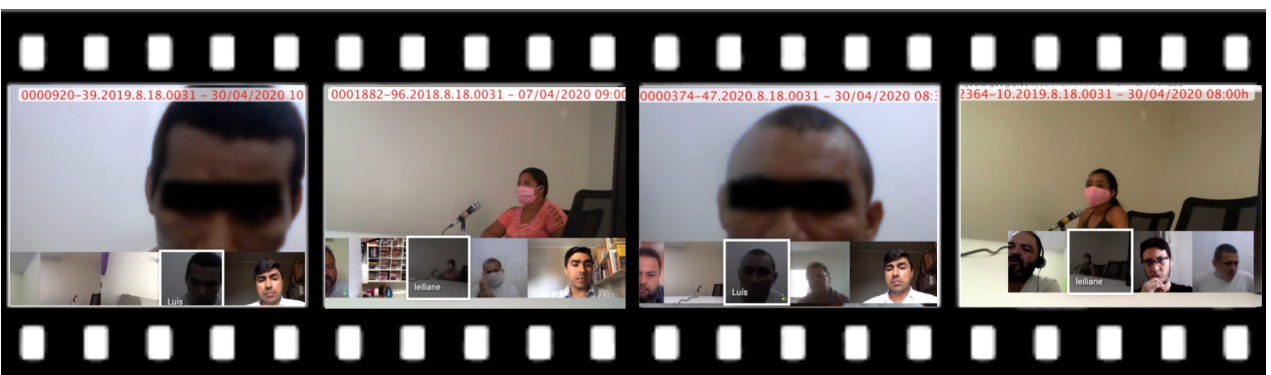 0000920-39.2019.8.18.0031 - 30/04/2020 10
Luís
0001882-96.2018.8.18.0031 - 07/04/2020 09:00
leiliane
0000374-47.2020.8.18.0031 - 30/04/2020 08:3
Luís
2364-10.2019.8.18.0031 - 30/04/2020 08:00h
leiliane